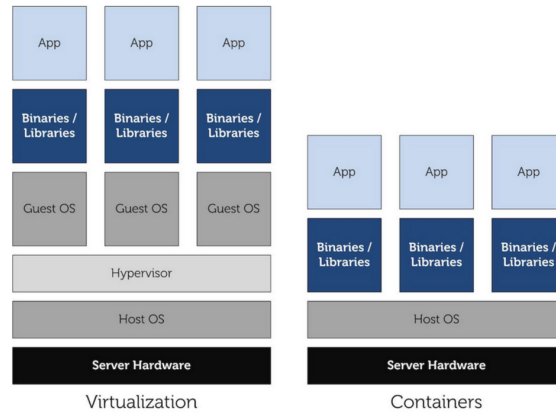 App App App
Binaries / Binaries / Binaries /
Libraries Libraries Libraries
Guest OS Guest OS Guest OS
Hypervisor
Host OS
Server Hardware
Virtualization
App App App
Binaries / Binaries / Binaries /
Libraries Libraries Libraries
Host OS
Server Hardware
Containers